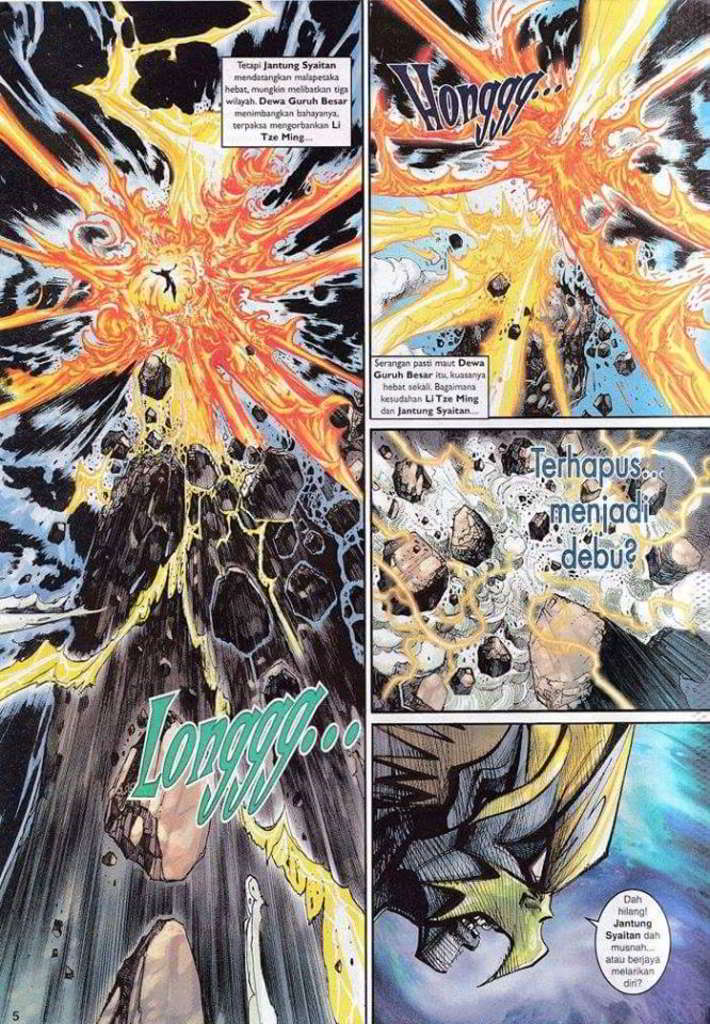 Tetapi Jantung Syaitan
mendatangkan malapetaka
hebat, mungkin melibatkan tiga
wilayah. Dewa Guruh Besar
menimbangkan bahayanya,
terpaksa mengorbankan Li
Tze Ming...
Longggg...
5
Honggg...
Serangan pasti maut Dewa
Guruh Besar itu, kuasanya
hebat sekali. Bagaimana
kesudahan Li Tze Ming
dan Jantung Syaitan...
Terhapus...
menjadi
debu?
Dah
hilang!
Jantung
Syaitan dah
musnah...
atau berjaya
melarikan
diri?